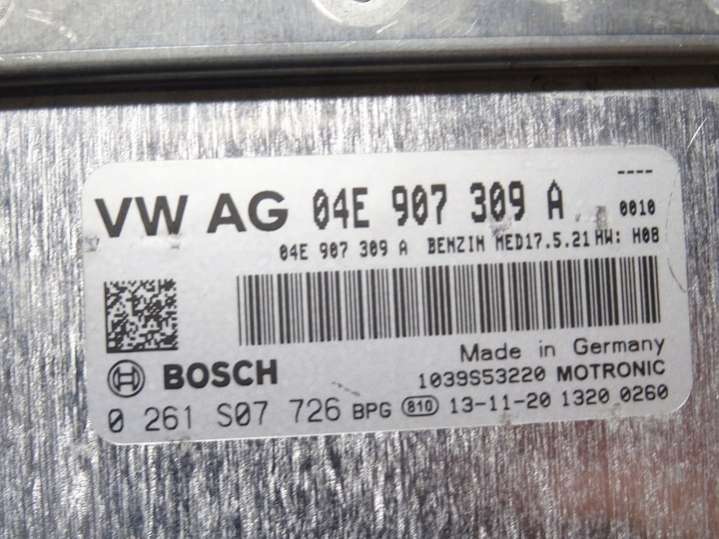 ----
VW AG 04E 907 309 A 0010
04E 907 309 A BENZIN MED17.5.21 HW: H08
Made in Germany
BOSCH 1039S53220 MOTRONIC
0 261 S07 726 BPG 810 13-11-20 1320 0260